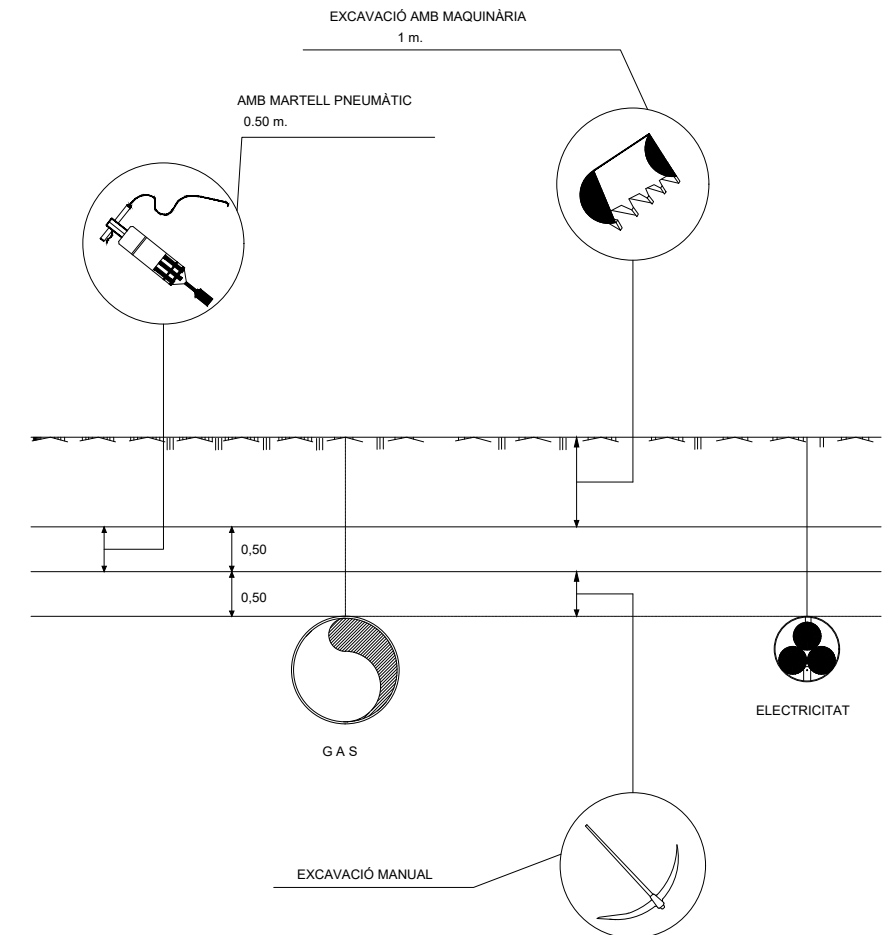 EXCAVACIÓ AMB MAQUINÀRIA
1 m.
AMB MARTELL PNEUMÀTIC
0.50 m.
0,50
0,50
ELECTRICITAT
G A S
EXCAVACIÓ MANUAL